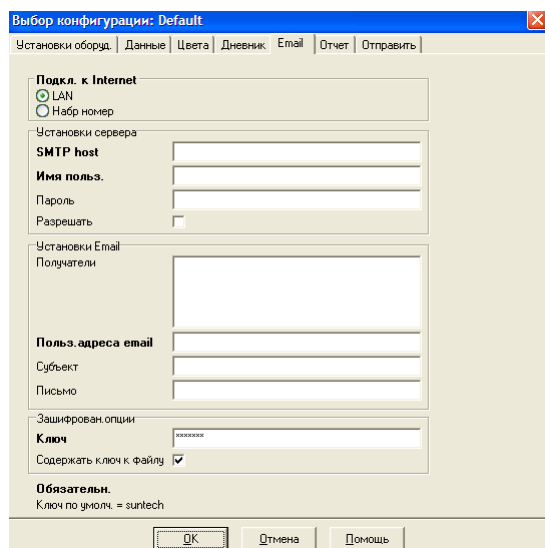 Выбор конфигурации: Default
Установки оборуд. Данные Цвета Дневник Email Отчет Отправить
Подкл. к Internet
LAN
Набр номер
Установки сервера
SMTP host
Имя польз.
Пароль
Разрешать
Установки Email
Получатели
Польз.адреса email
Субъект
Письмо
Зашифрован.опции
Ключ *******
Содержать ключ к файлу
Обязательн.
Ключ по умолч. = suntech
OK Отмена Помощь